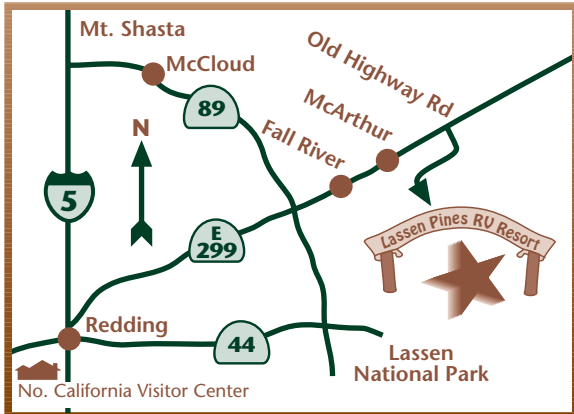 Mt. Shasta
McCloud
Old Highway Rd
McArthur
89
Fall River
N
5
E
299
Lassen Pines RV Resort
Redding
44
Lassen
National Park
No. California Visitor Center